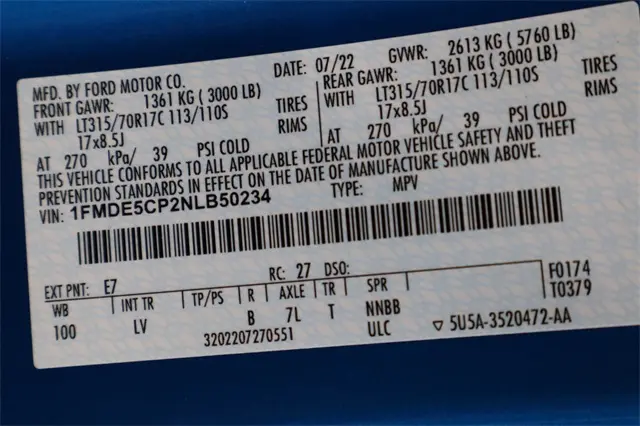 MFD. BY FORD MOTOR CO. DATE: 07/22 GVWR: 2613 KG ( 5760 LB)
FRONT GAWR: 1361 KG ( 3000 LB) REAR GAWR: 1361 KG ( 3000 LB)
WITH LT315/70R17C 113/110S TIRES WITH LT315/70R17C 113/110S TIRES
17x8.5J RIMS 17x8.5J RIMS
AT 270 kPa/ 39 PSI COLD AT 270 kPa/ 39 PSI COLD
THIS VEHICLE CONFORMS TO ALL APPLICABLE FEDERAL MOTOR VEHICLE SAFETY AND THEFT
PREVENTION STANDARDS IN EFFECT ON THE DATE OF MANUFACTURE SHOWN ABOVE.
VIN: 1FMDE5CP2NLB50234 TYPE: MPV
EXT PNT: E7 RC: 27 DSO: F0174
WB INT TR TP/PS R AXLE TR SPR T0379
100 LV B 7L T NNBB
3202207270551 ULC ▽ 5U5A-3520472-AA